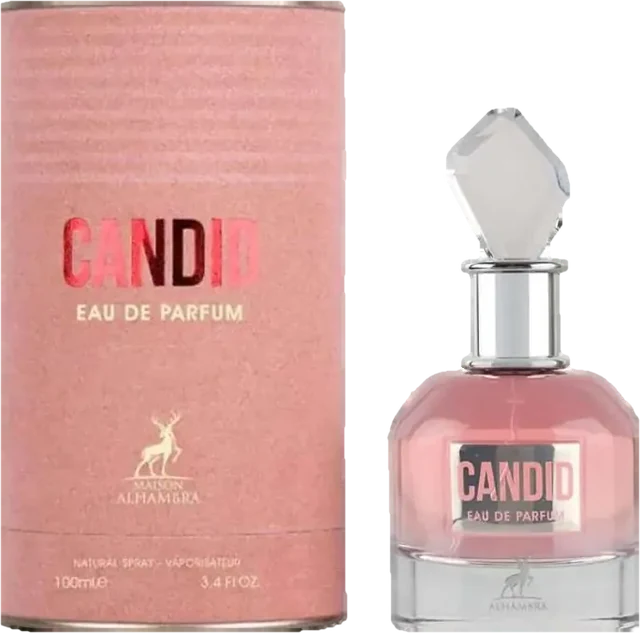 CANDID
EAU DE PARFUM
MAISON
ALHAMBRA
NATURAL SPRAY - VAPORISATEUR
100ml℮ 3.4 Fl OZ.
CANDID
EAU DE PARFUM
ALHAMBRA